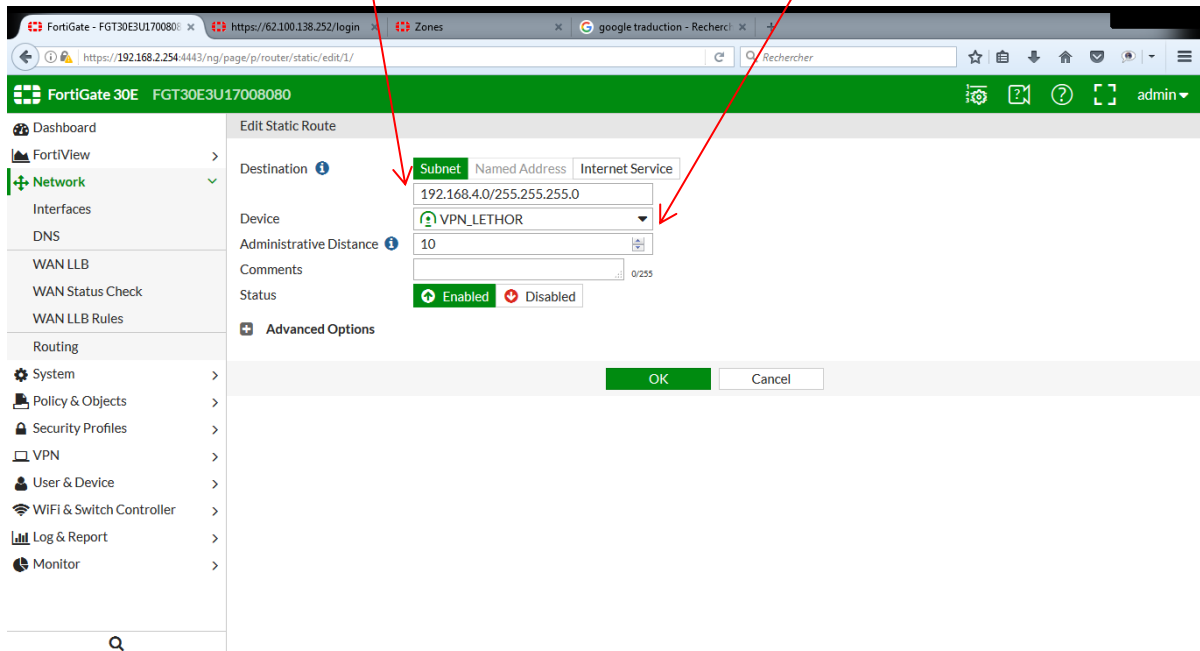 FortiGate - FGT30E3U1700808
https://62.100.138.252/login
Zones
google traduction - Recherch
https://192.168.2.254:4443/ng/page/p/router/static/edit/1/
Rechercher
FortiGate 30E FGT30E3U17008080
admin
Dashboard
FortiView
Network
Interfaces
DNS
WAN LLB
WAN Status Check
WAN LLB Rules
Routing
System
Policy & Objects
Security Profiles
VPN
User & Device
WiFi & Switch Controller
Log & Report
Monitor
Edit Static Route
Destination Subnet Named Address Internet Service
192.168.4.0/255.255.255.0
Device VPN_LETHOR
Administrative Distance 10
Comments 0/255
Status Enabled Disabled
Advanced Options
OK Cancel